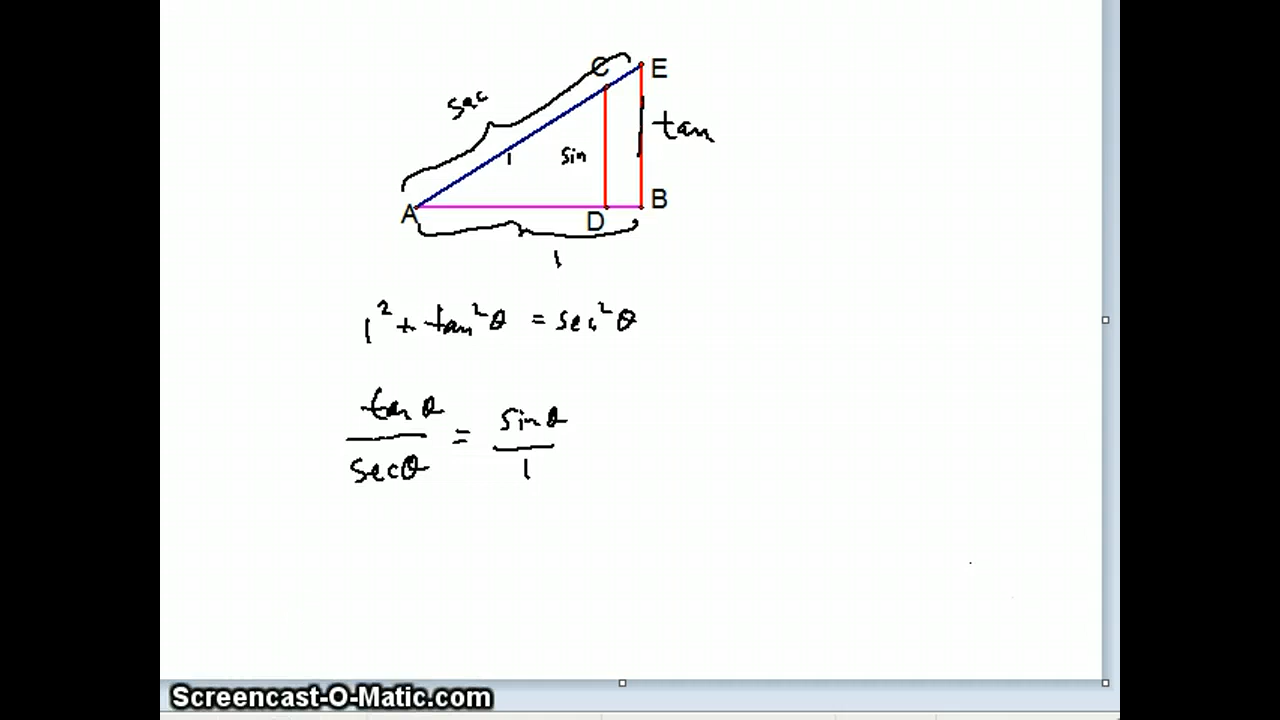 C E
sec
tan
1 sin
A D B
1
1² + tan²θ = sec²θ
tanθ / secθ = sinθ / 1
Screencast-O-Matic.com